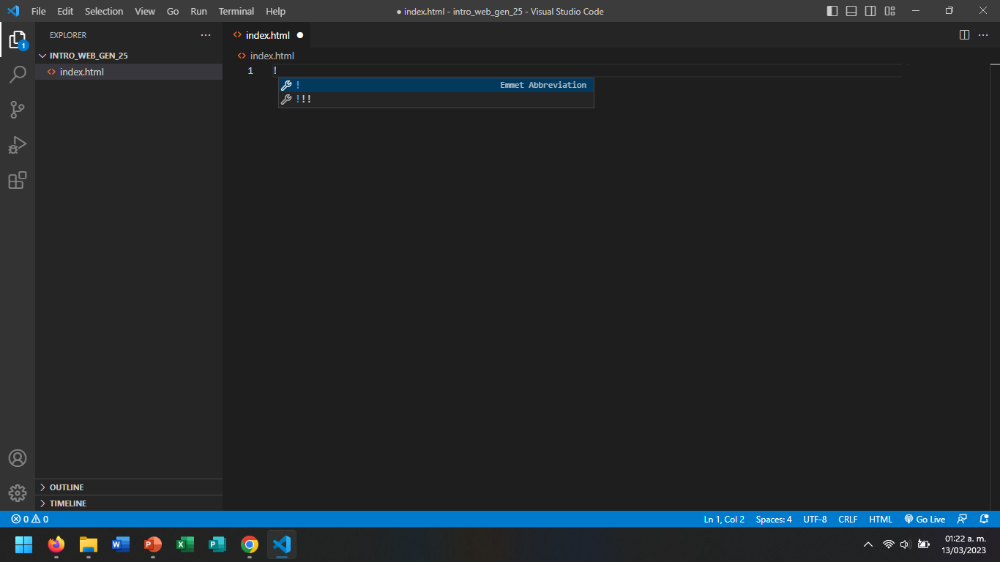 File Edit Selection View Go Run Terminal Help
● index.html - intro_web_gen_25 - Visual Studio Code
EXPLORER
index.html
1
INTRO_WEB_GEN_25
index.html
index.html
1 !
! Emmet Abbreviation
!!!
OUTLINE
TIMELINE
0 0 Ln 1, Col 2 Spaces: 4 UTF-8 CRLF HTML Go Live
W P X P
01:22 a. m.
13/03/2023